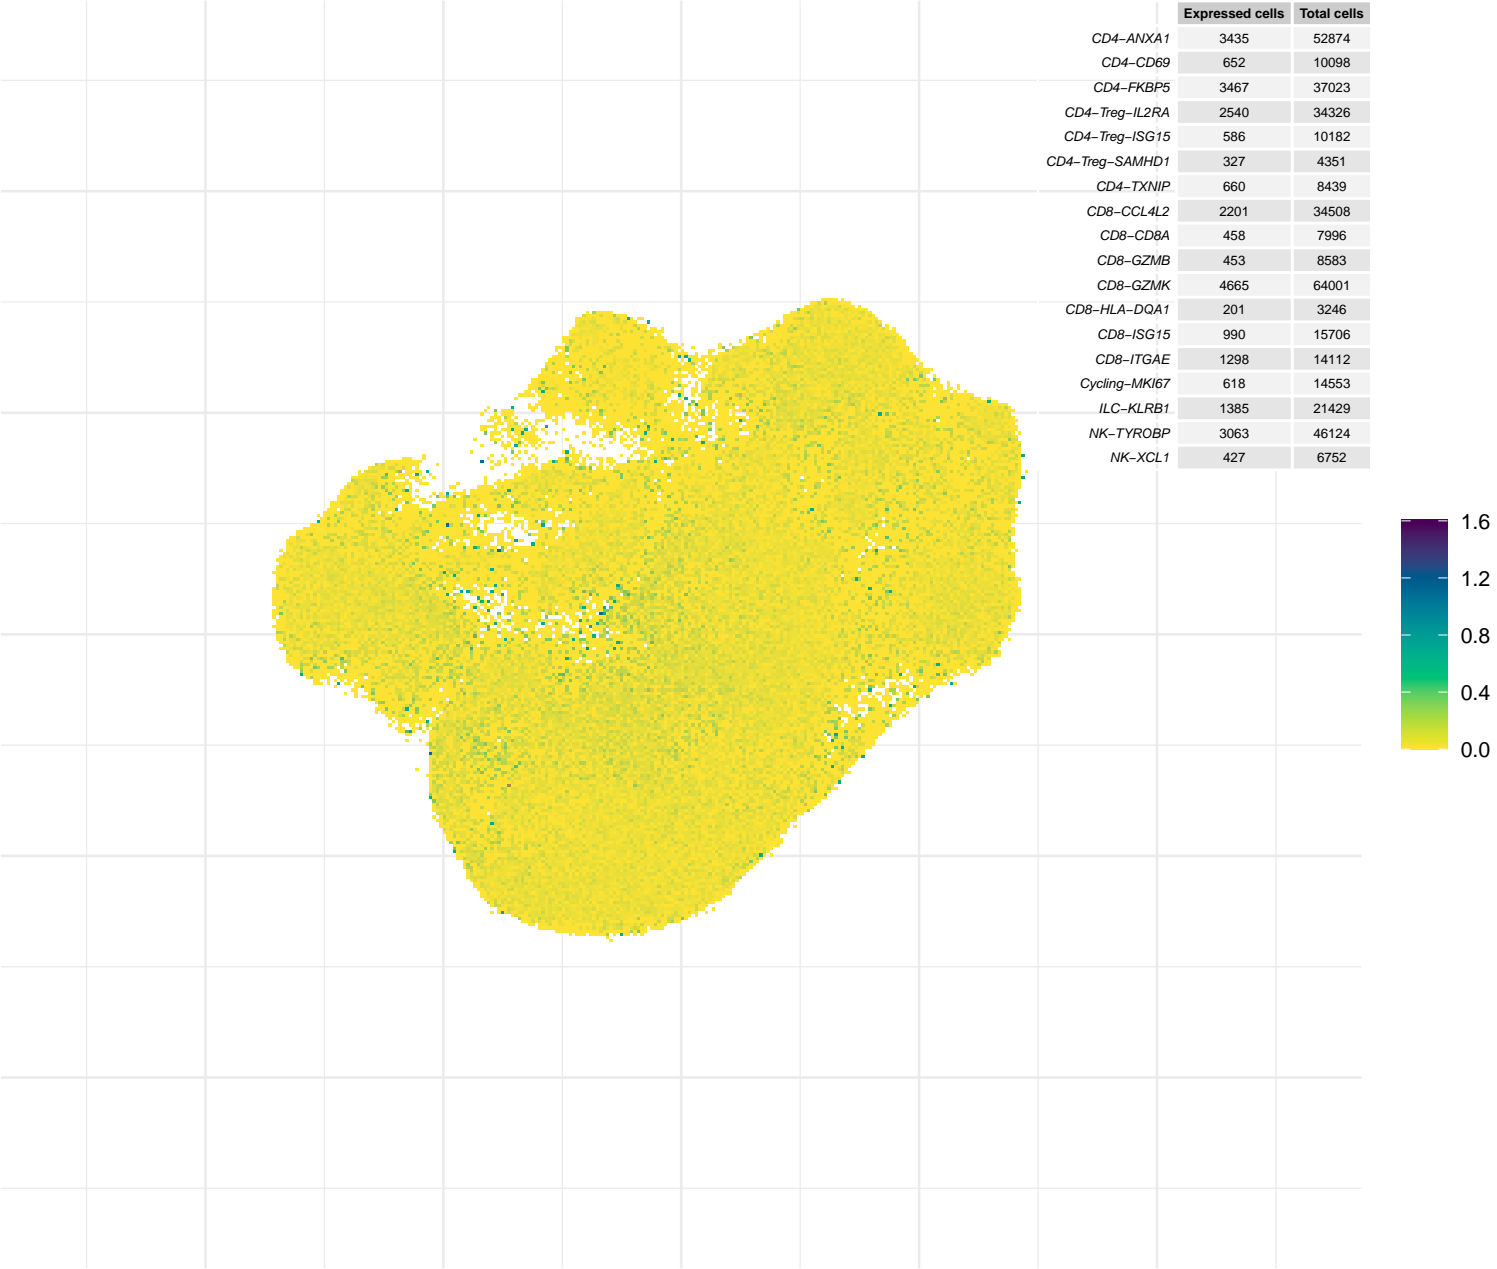 Expressed cells Total cells
CD4−ANXA1 3435 52874
CD4−CD69 652 10098
CD4−FKBP5 3467 37023
CD4−Treg−IL2RA 2540 34326
CD4−Treg−ISG15 586 10182
CD4−Treg−SAMHD1 327 4351
CD4−TXNIP 660 8439
CD8−CCL4L2 2201 34508
CD8−CD8A 458 7996
CD8−GZMB 453 8583
CD8−GZMK 4665 64001
CD8−HLA−DQA1 201 3246
CD8−ISG15 990 15706
CD8−ITGAE 1298 14112
Cycling−MKI67 618 14553
ILC−KLRB1 1385 21429
NK−TYROBP 3063 46124
NK−XCL1 427 6752
1.6
1.2
0.8
0.4
0.0